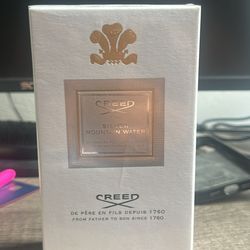 CREED
SILVER
MOUNTAIN WATER
CREED
DE PÈRE EN FILS DEPUIS 1760
FROM FATHER TO SON SINCE 1760